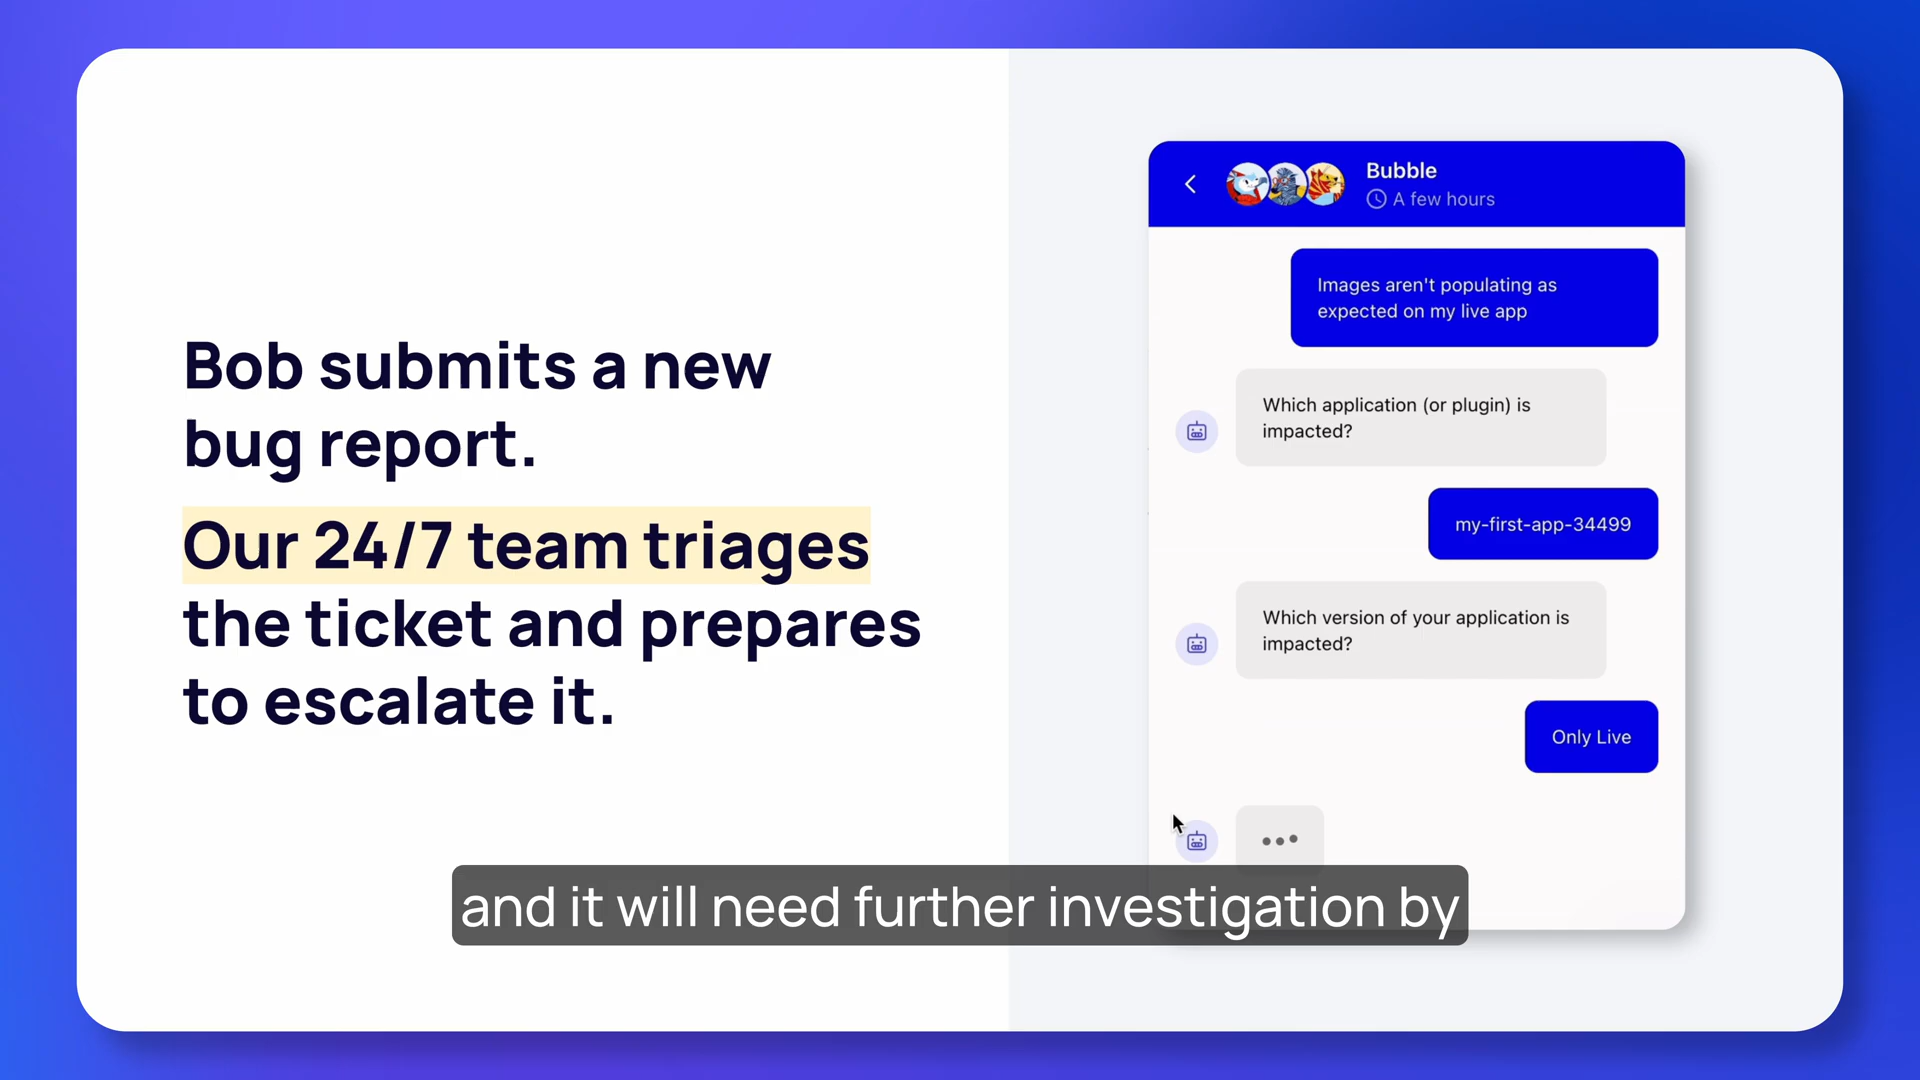 Bob submits a new
bug report.
Our 24/7 team triages
the ticket and prepares
to escalate it.
Bubble
A few hours
Images aren't populating as
expected on my live app
Which application (or plugin) is
impacted?
my-first-app-34499
Which version of your application is
impacted?
Only Live
and it will need further investigation by